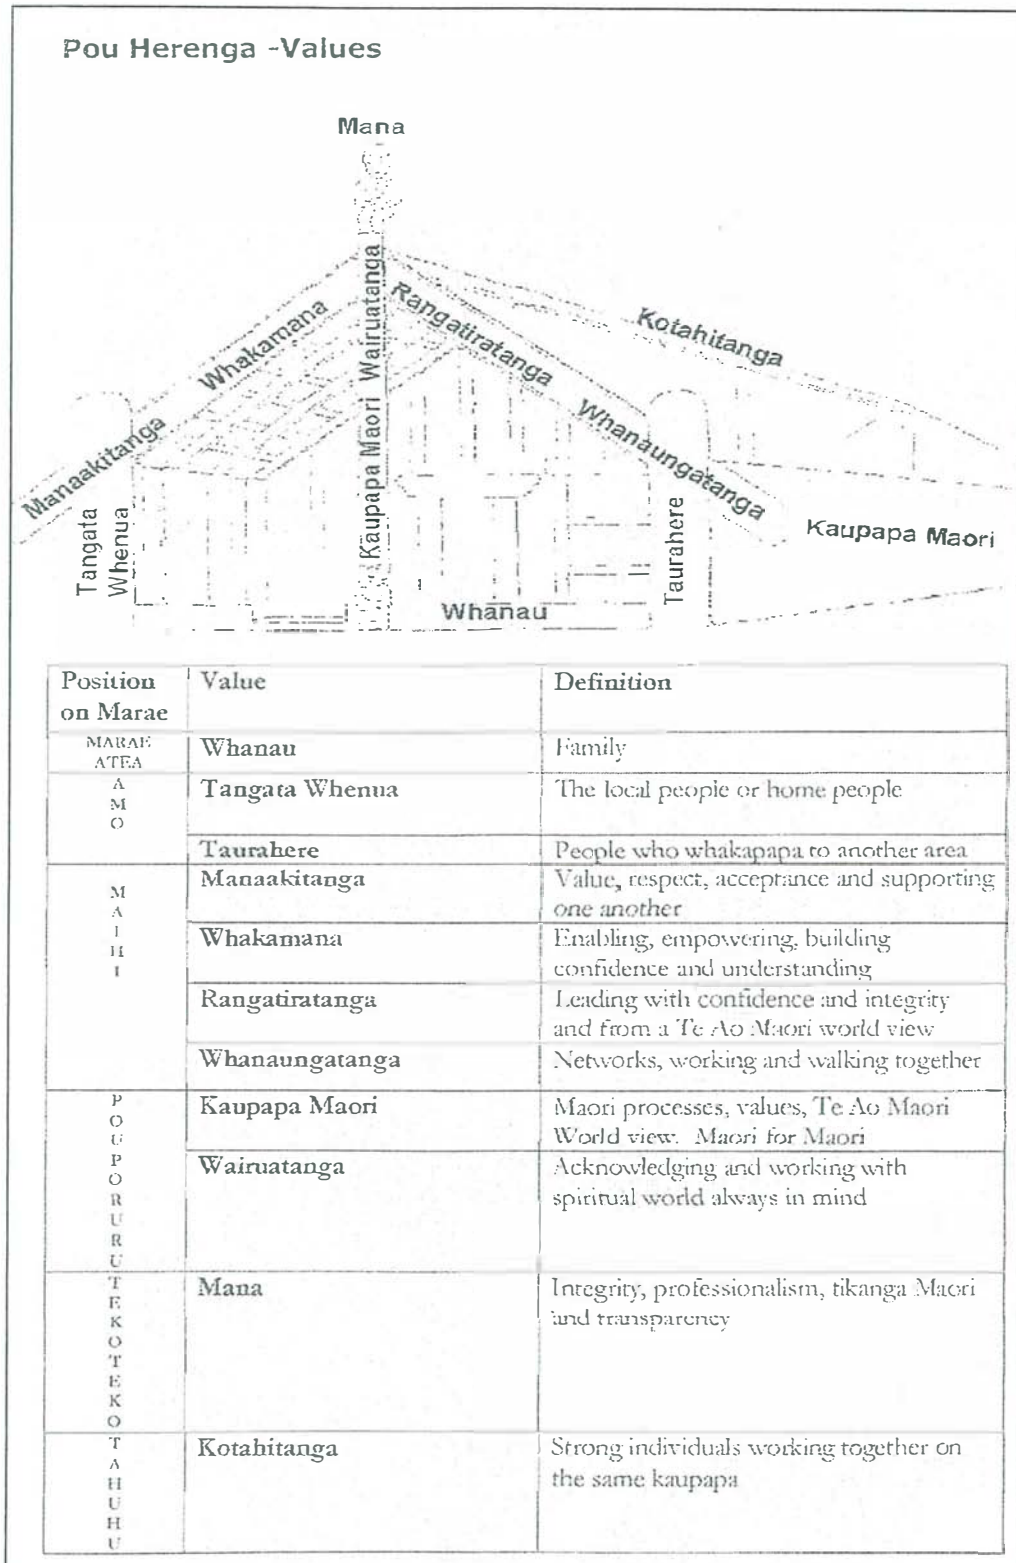 Pou Herenga -Values
Mana
Whakamana
Manaakitanga
Kaupapa Maori Wairuatanga
Rangatiratanga
Whanaungatanga
Kotahitanga
Tangata
Whenua
Taurahere
Kaupapa Maori
Whanau
Position
on Marae
Value
Definition
MARAE
ATEA
Whanau
Family
A
M
O
Tangata Whenua
The local people or home people
Taurahere
People who whakapapa to another area
M
A
I
H
I
Manaakitanga
Value, respect, acceptance and supporting
one another
Whakamana
Enabling, empowering, building
confidence and understanding
Rangatiratanga
Leading with confidence and integrity
and from a Te Ao Maori world view
Whanaungatanga
Networks, working and walking together
P
O
U
P
O
R
U
R
U
Kaupapa Maori
Maori processes, values, Te Ao Maori
World view. Maori for Maori
Wairuatanga
Acknowledging and working with
spiritual world always in mind
T
E
K
O
T
E
K
O
Mana
Integrity, professionalism, tikanga Maori
and transparency
T
A
H
U
H
U
Kotahitanga
Strong individuals working together on
the same kaupapa